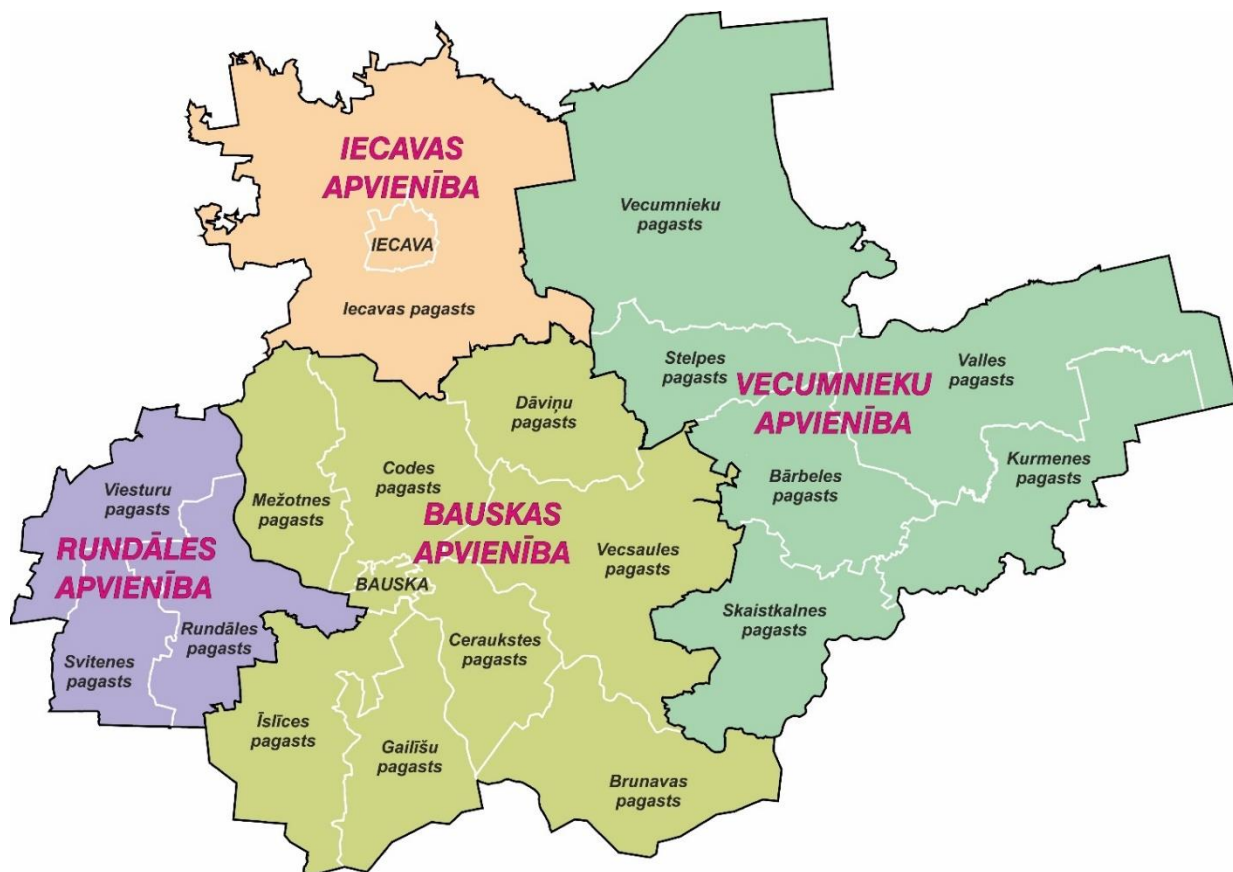 IECAVAS
APVIENĪBA
IECAVA
Iecavas pagasts
Vecumnieku
pagasts
Stelpes
pagasts
Valles
pagasts
VECUMNIEKU
APVIENĪBA
Bārbeles
pagasts
Kurmenes
pagasts
Skaistkalnes
pagasts
Dāviņu
pagasts
Codes
pagasts
Mežotnes
pagasts
BAUSKAS
APVIENĪBA
Vecsaules
pagasts
BAUSKA
Ceraukstes
pagasts
Īslīces
pagasts
Gailīšu
pagasts
Brunavas
pagasts
Viesturu
pagasts
RUNDĀLES
APVIENĪBA
Rundāles
pagasts
Svitenes
pagasts